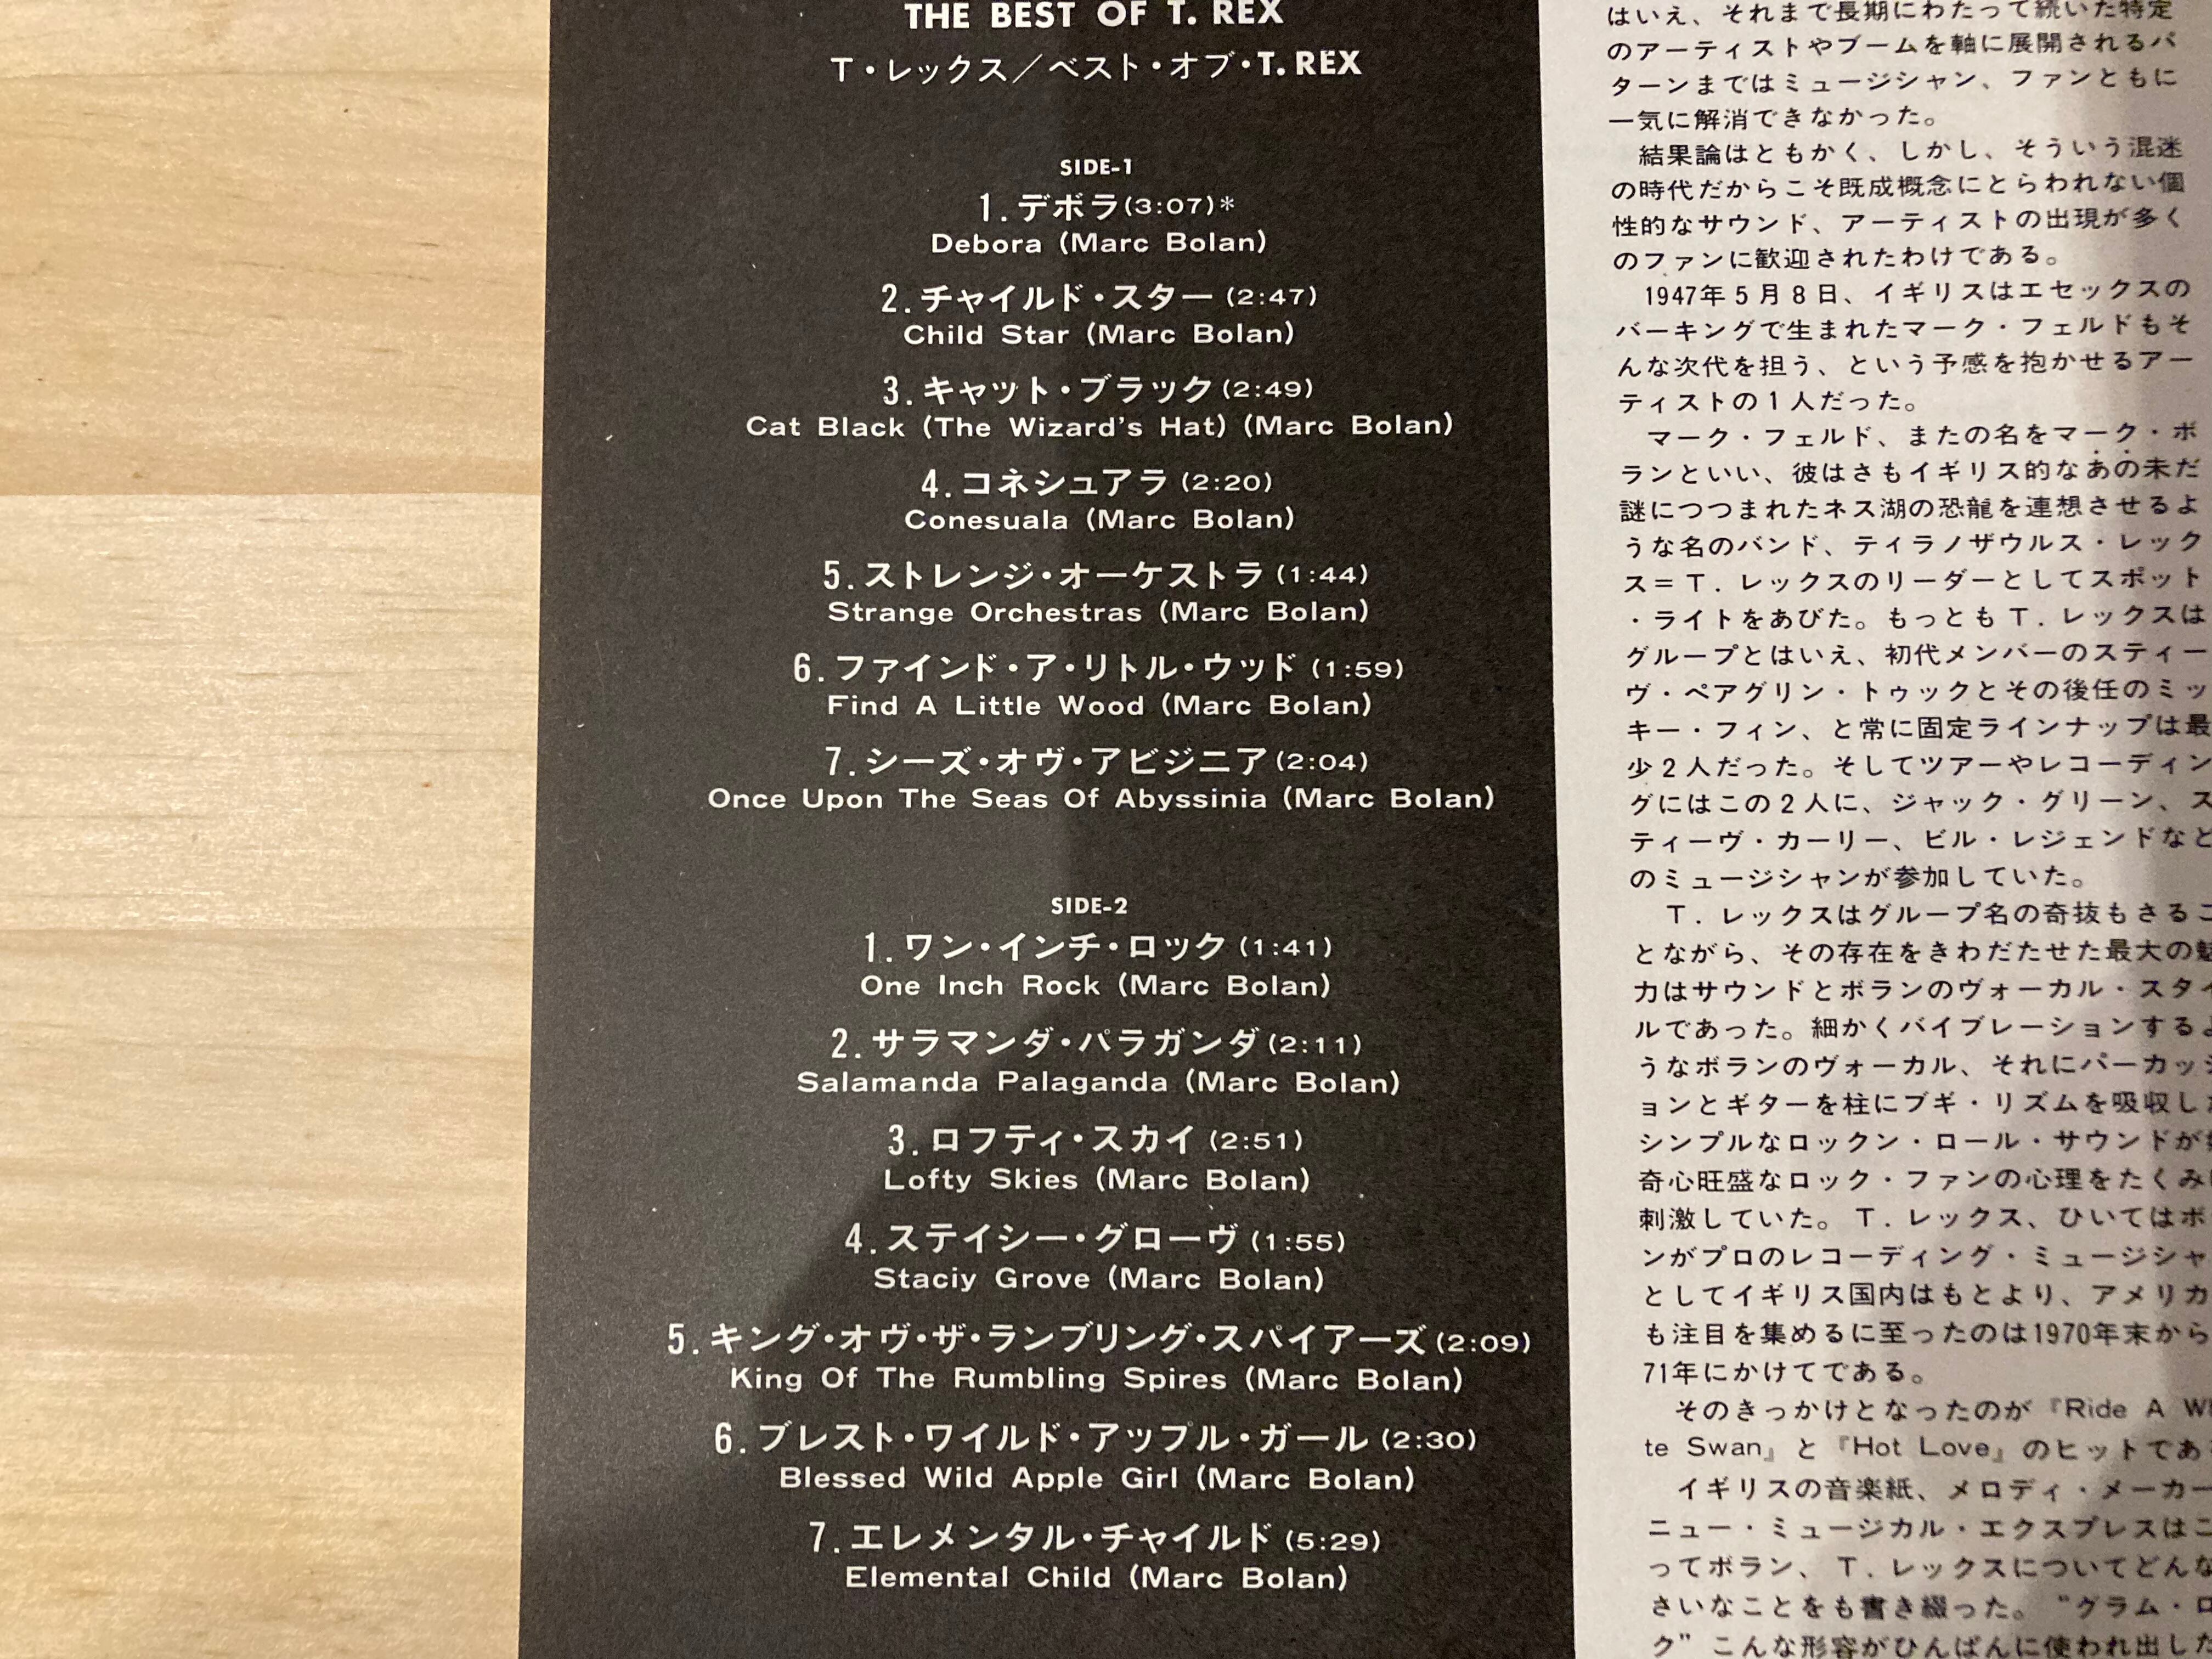 THE BEST OF T. REX
T・レックス／ベスト・オブ・T. REX
SIDE-1
1. デボラ(3:07)*
Debora (Marc Bolan)
2. チャイルド・スター(2:47)
Child Star (Marc Bolan)
3. キャット・ブラック(2:49)
Cat Black (The Wizard's Hat) (Marc Bolan)
4. コネシュアラ(2:20)
Conesuala (Marc Bolan)
5. ストレンジ・オーケストラ(1:44)
Strange Orchestras (Marc Bolan)
6. ファインド・ア・リトル・ウッド(1:59)
Find A Little Wood (Marc Bolan)
7. シーズ・オヴ・アビジニア(2:04)
Once Upon The Seas Of Abyssinia (Marc Bolan)
SIDE-2
1. ワン・インチ・ロック(1:41)
One Inch Rock (Marc Bolan)
2. サラマンダ・パラガンダ(2:11)
Salamanda Palaganda (Marc Bolan)
3. ロフティ・スカイ(2:51)
Lofty Skies (Marc Bolan)
4. ステイシー・グローヴ(1:55)
Staciy Grove (Marc Bolan)
5. キング・オヴ・ザ・ランブリング・スパイアーズ(2:09)
King Of The Rumbling Spires (Marc Bolan)
6. ブレスト・ワイルド・アップル・ガール(2:30)
Blessed Wild Apple Girl (Marc Bolan)
7. エレメンタル・チャイルド(5:29)
Elemental Child (Marc Bolan)
はいえ、それまで長期にわたって続いた特定
のアーティストやブームを軸に展開されるパ
ターンまではミュージシャン、ファンともに
一気に解消できなかった。
結果論はともかく、しかし、そういう混迷
の時代だからこそ既成概念にとらわれない個
性的なサウンド、アーティストの出現が多く
のファンに歓迎されたわけである。
1947年5月8日、イギリスはエセックスの
バーキングで生まれたマーク・フェルドもそ
んな次代を担う、という予感を抱かせるアー
ティストの1人だった。
マーク・フェルド、またの名をマーク・ボ
ランといい、彼はさもイギリス的なあの未だ
謎につつまれたネス湖の恐龍を連想させるよ
うな名のバンド、ティラノザウルス・レック
ス＝T．レックスのリーダーとしてスポット
・ライトをあびた。もっともT．レックスは
グループとはいえ、初代メンバーのスティー
ヴ・ペアグリン・トゥックとその後任のミッ
キー・フィン、と常に固定ラインナップは最
少2人だった。そしてツアーやレコーディン
グにはこの2人に、ジャック・グリーン、ス
ティーヴ・カーリー、ビル・レジェンドなど
のミュージシャンが参加していた。
T．レックスはグループ名の奇抜もさるこ
とながら、その存在をきわだたせた最大の魅
力はサウンドとボランのヴォーカル・スタイ
ルであった。細かくバイブレーションするよ
うなボランのヴォーカル、それにパーカッシ
ョンとギターを柱にブギ・リズムを吸収した
シンプルなロックン・ロール・サウンドが
奇心旺盛なロック・ファンの心理をたくみに
刺激していた。T．レックス、ひいてはボ
ンがプロのレコーディング・ミュージシャ
としてイギリス国内はもとより、アメリカ
も注目を集めるに至ったのは1970年末から
71年にかけてである。
そのきっかけとなったのが『Ride A Wh
te Swan』と『Hot Love』のヒットであ
イギリスの音楽紙、メロディ・メーカー
ニュー・ミュージカル・エクスプレスはこ
ってボラン、T．レックスについてどんな
さいなことをも書き綴った。“グラム・ロ
ク”こんな形容がひんぱんに使われ出した